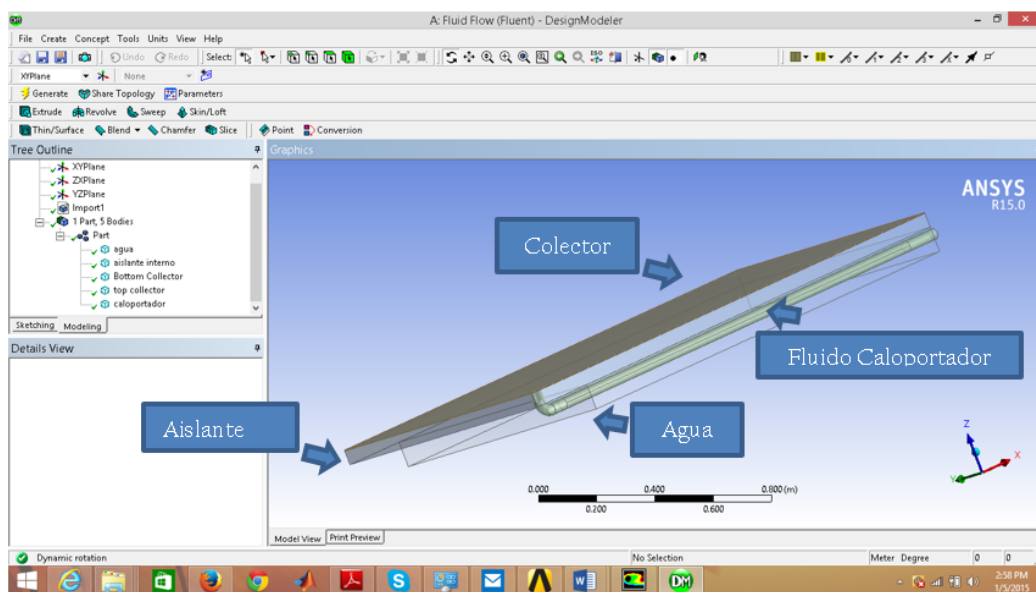 A: Fluid Flow (Fluent) - DesignModeler
File Create Concept Tools Units View Help
Undo Redo Select:
XYPlane None
Generate Share Topology Parameters
Extrude Revolve Sweep Skin/Loft
Thin/Surface Blend Chamfer Slice Point Conversion
Tree Outline
Graphics
XYPlane
ZXPlane
YZPlane
Import1
1 Part, 5 Bodies
Part
agua
aislante interno
Bottom Collector
top collector
caloportador
Sketching Modeling
Details View
ANSYS
R15.0
Colector
Fluido Caloportador
Aislante
Agua
Z
X
Y
0.000 0.400 0.800 (m)
0.200 0.600
Model View Print Preview
Dynamic rotation No Selection Meter Degree 0 0
2:58 PM
1/5/2015